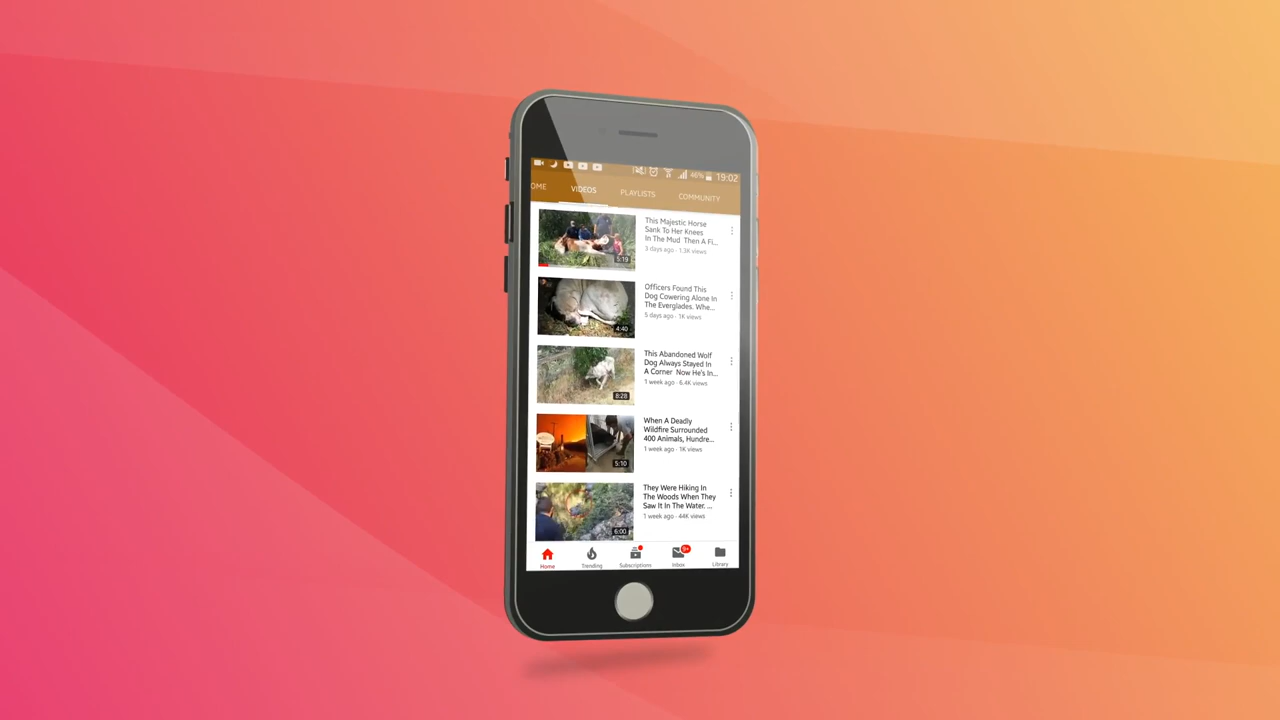 46% 19:02
OME VIDEOS PLAYLISTS COMMUNITY
This Majestic Horse
Sank To Her Knees
In The Mud Then A Fi...
3 days ago · 1.3K views
5:19
Officers Found This
Dog Cowering Alone In
The Everglades. Whe...
5 days ago · 1K views
4:40
This Abandoned Wolf
Dog Always Stayed In
A Corner Now He's In...
1 week ago · 6.4K views
8:28
When A Deadly
Wildfire Surrounded
400 Animals, Hundre...
1 week ago · 1K views
5:10
They Were Hiking In
The Woods When They
Saw It In The Water. ...
1 week ago · 44K views
6:00
Home Trending Subscriptions Inbox Library
9+